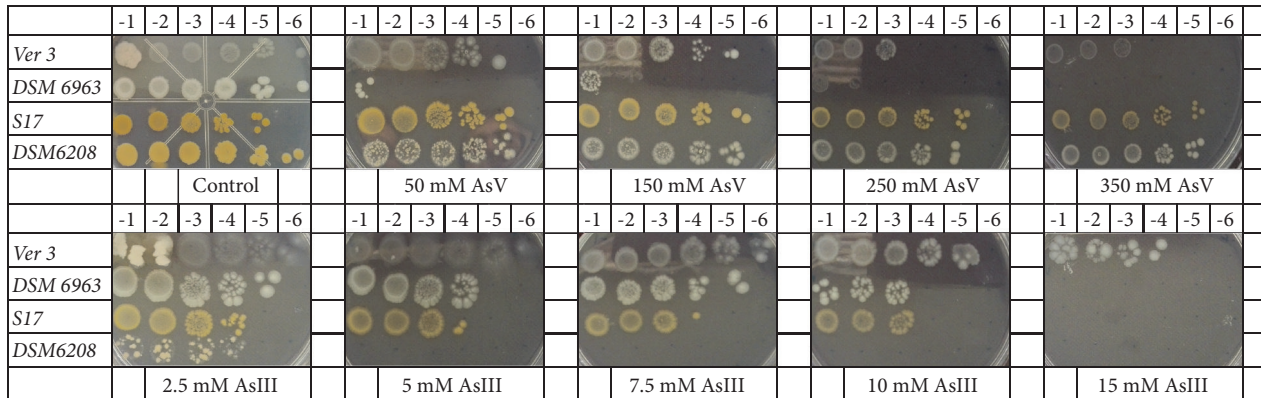 -1 -2 -3 -4 -5 -6 -1 -2 -3 -4 -5 -6 -1 -2 -3 -4 -5 -6 -1 -2 -3 -4 -5 -6 -1 -2 -3 -4 -5 -6
Ver 3
DSM 6963
S17
DSM6208
Control 50 mM AsV 150 mM AsV 250 mM AsV 350 mM AsV
-1 -2 -3 -4 -5 -6 -1 -2 -3 -4 -5 -6 -1 -2 -3 -4 -5 -6 -1 -2 -3 -4 -5 -6 -1 -2 -3 -4 -5 -6
Ver 3
DSM 6963
S17
DSM6208
2.5 mM AsIII 5 mM AsIII 7.5 mM AsIII 10 mM AsIII 15 mM AsIII